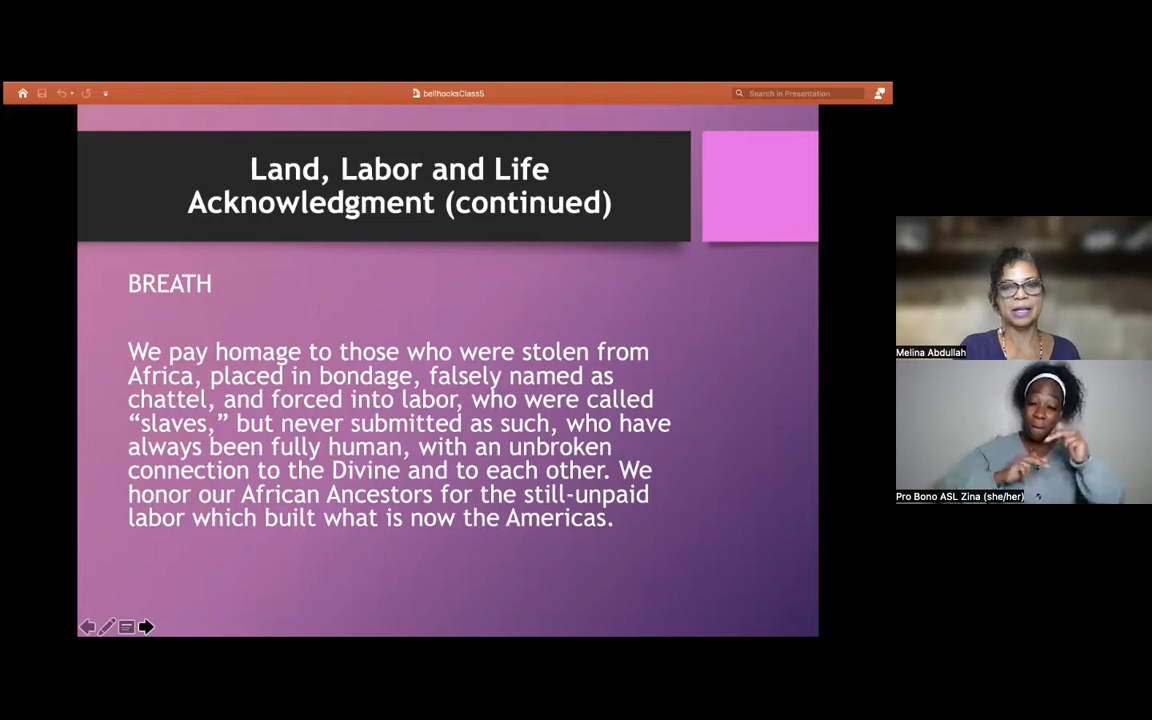 bellhooksClass5
Search in Presentation
Land, Labor and Life
Acknowledgment (continued)
BREATH
We pay homage to those who were stolen from
Africa, placed in bondage, falsely named as
chattel, and forced into labor, who were called
“slaves,” but never submitted as such, who have
always been fully human, with an unbroken
connection to the Divine and to each other. We
honor our African Ancestors for the still-unpaid
labor which built what is now the Americas.
Melina Abdullah
Pro Bono ASL Zina (she/her)